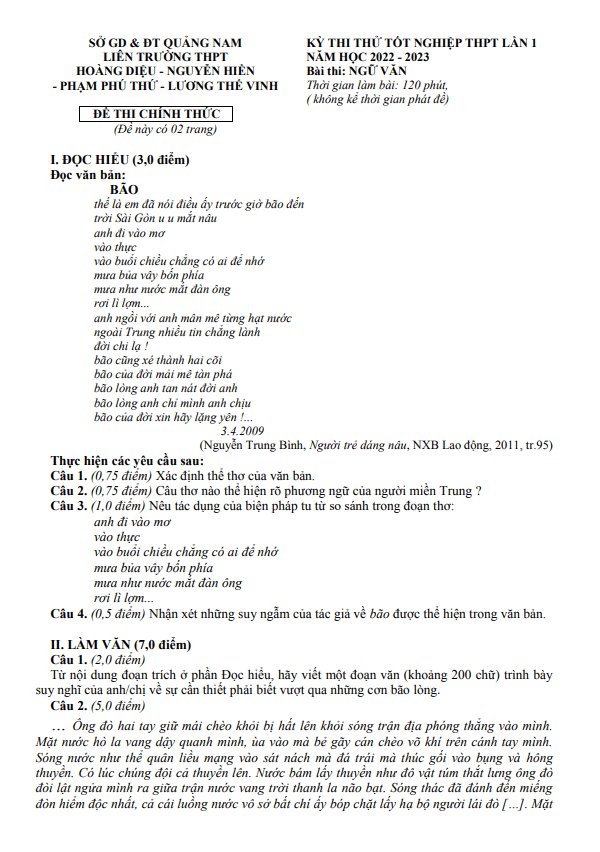 SỞ GD & ĐT QUẢNG NAM
LIÊN TRƯỜNG THPT
HOÀNG DIỆU - NGUYỄN HIỀN
- PHẠM PHÚ THỨ - LƯƠNG THẾ VINH
ĐỀ THI CHÍNH THỨC
(Đề này có 02 trang)
KỲ THI THỬ TỐT NGHIỆP THPT LẦN 1
NĂM HỌC 2022 - 2023
Bài thi: NGỮ VĂN
Thời gian làm bài: 120 phút,
( không kể thời gian phát đề)
I. ĐỌC HIỂU (3,0 điểm)
Đọc văn bản:
BÃO
thế là em đã nói điều ấy trước giờ bão đến
trời Sài Gòn u u mắt nâu
anh đi vào mơ
vào thực
vào buổi chiều chẳng có ai để nhớ
mưa bủa vây bốn phía
mưa như nước mắt đàn ông
rơi lì lợm...
anh ngồi với anh mân mê từng hạt nước
ngoài Trung nhiều tin chẳng lành
đời chi lạ !
bão cũng xé thành hai cõi
bão của đời mải mê tàn phá
bão lòng anh tan nát đời anh
bão lòng anh chỉ mình anh chịu
bão của đời xin hãy lặng yên !...
3.4.2009
(Nguyễn Trung Bình, Người trẻ dáng nâu, NXB Lao động, 2011, tr.95)
Thực hiện các yêu cầu sau:
Câu 1. (0,75 điểm) Xác định thể thơ của văn bản.
Câu 2. (0,75 điểm) Câu thơ nào thể hiện rõ phương ngữ của người miền Trung ?
Câu 3. (1,0 điểm) Nêu tác dụng của biện pháp tu từ so sánh trong đoạn thơ:
anh đi vào mơ
vào thực
vào buổi chiều chẳng có ai để nhớ
mưa bủa vây bốn phía
mưa như nước mắt đàn ông
rơi lì lợm...
Câu 4. (0,5 điểm) Nhận xét những suy ngẫm của tác giả về bão được thể hiện trong văn bản.
II. LÀM VĂN (7,0 điểm)
Câu 1. (2,0 điểm)
Từ nội dung đoạn trích ở phần Đọc hiểu, hãy viết một đoạn văn (khoảng 200 chữ) trình bày
suy nghĩ của anh/chị về sự cần thiết phải biết vượt qua những cơn bão lòng.
Câu 2. (5,0 điểm)
… Ông đò hai tay giữ mái chèo khỏi bị hất lên khỏi sóng trận địa phóng thẳng vào mình.
Mặt nước hò la vang dậy quanh mình, ùa vào mà bẻ gãy cán chèo võ khí trên cánh tay mình.
Sóng nước như thể quân liều mạng vào sát nách mà đá trái mà thúc gối vào bụng và hông
thuyền. Có lúc chúng đội cả thuyền lên. Nước bám lấy thuyền như đô vật túm thắt lưng ông đò
đòi lật ngửa mình ra giữa trận nước vang trời thanh la não bạt. Sóng thác đã đánh đến miếng
đòn hiểm độc nhất, cả cái luồng nước vô sở bất chí ấy bóp chặt lấy hạ bộ người lái đò […]. Mặt